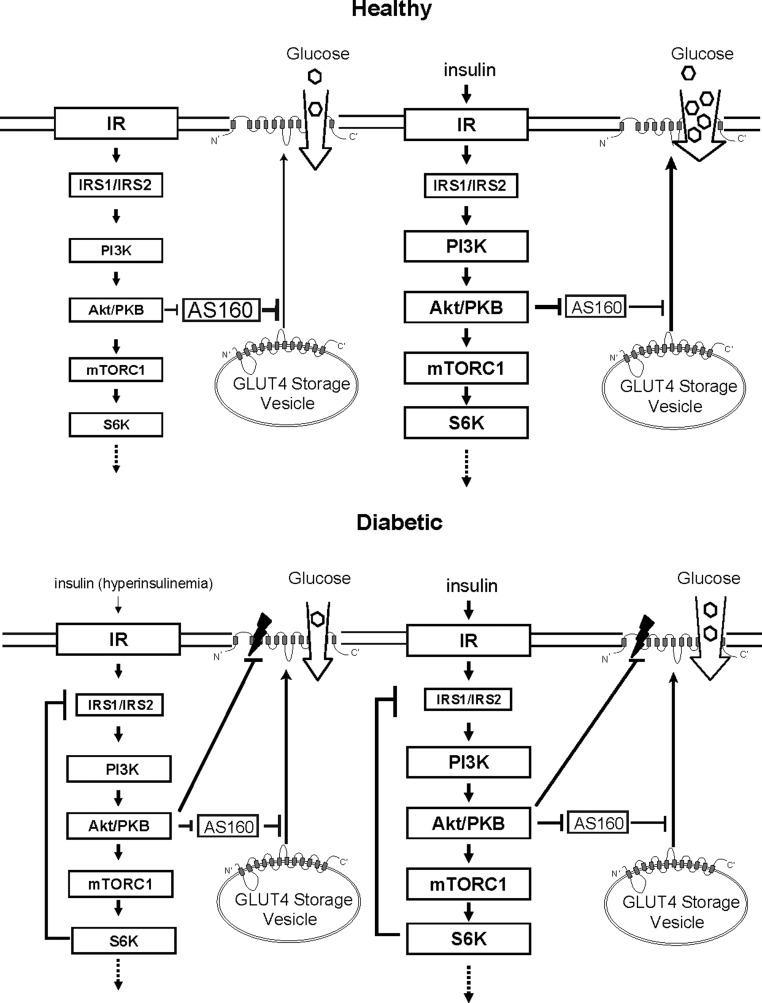 Healthy
Glucose
IR
N'
C'
IRS1/IRS2
PI3K
Akt/PKB
AS160
mTORC1
S6K
N'
C'
GLUT4 Storage
Vesicle
insulin
Glucose
IR
N'
C'
IRS1/IRS2
PI3K
Akt/PKB
AS160
mTORC1
S6K
N'
C'
GLUT4 Storage
Vesicle
Diabetic
insulin (hyperinsulinemia)
Glucose
IR
N'
C'
IRS1/IRS2
PI3K
Akt/PKB
AS160
mTORC1
S6K
N'
C'
GLUT4 Storage
Vesicle
insulin
Glucose
IR
N'
C'
IRS1/IRS2
PI3K
Akt/PKB
AS160
mTORC1
S6K
N'
C'
GLUT4 Storage
Vesicle